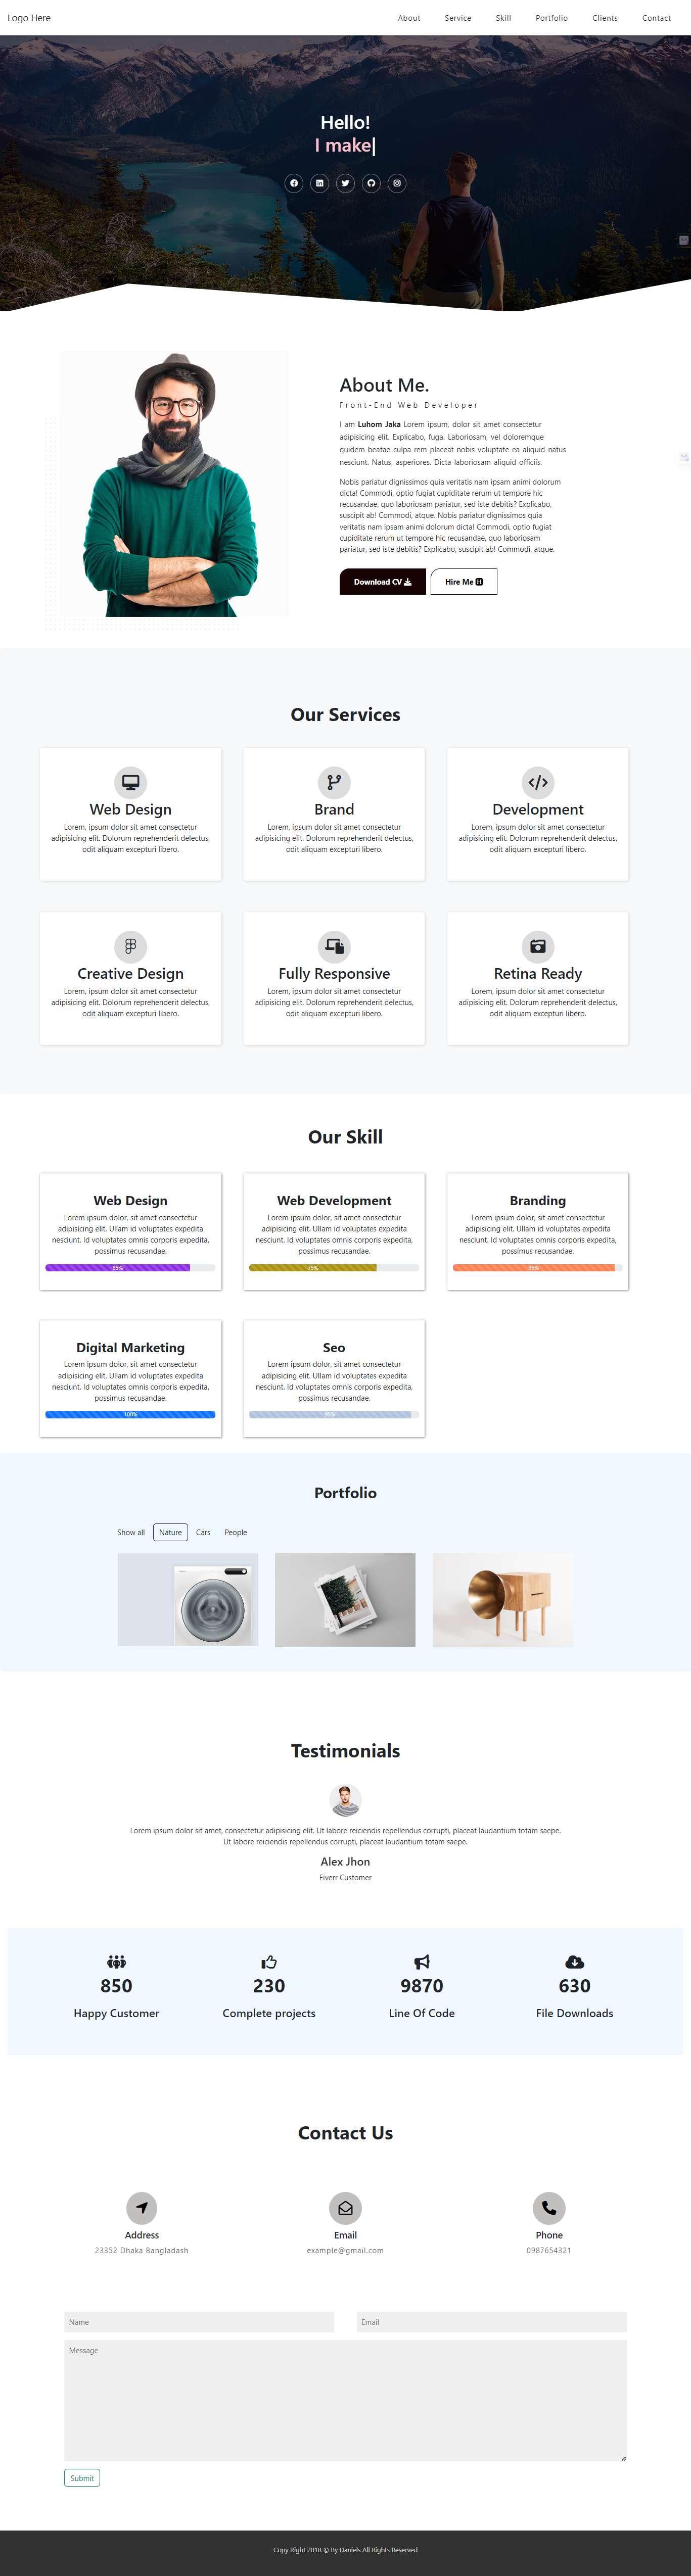 Logo Here
About Service Skill Portfolio Clients Contact
Hello!
I make|
About Me.
Front-End Web Developer
I am Luhom Jaka Lorem ipsum, dolor sit amet consectetur
adipisicing elit. Explicabo, fuga. Laboriosam, vel doloremque
quidem beatae culpa rem placeat nobis voluptate ea aliquid natus
nesciunt. Natus, asperiores. Dicta laboriosam aliquid officiis.
Nobis pariatur dignissimos quia veritatis nam ipsam animi dolorum
dicta! Commodi, optio fugiat cupiditate rerum ut tempore hic
recusandae, quo laboriosam pariatur, sed iste debitis? Explicabo,
suscipit ab! Commodi, atque. Nobis pariatur dignissimos quia
veritatis nam ipsam animi dolorum dicta! Commodi, optio fugiat
cupiditate rerum ut tempore hic recusandae, quo laboriosam
pariatur, sed iste debitis? Explicabo, suscipit ab! Commodi, atque.
Download CV
Hire Me H
Our Services
Web Design
Lorem, ipsum dolor sit amet consectetur
adipisicing elit. Dolorum reprehenderit delectus,
odit aliquam excepturi libero.
Brand
Lorem, ipsum dolor sit amet consectetur
adipisicing elit. Dolorum reprehenderit delectus,
odit aliquam excepturi libero.
Development
Lorem, ipsum dolor sit amet consectetur
adipisicing elit. Dolorum reprehenderit delectus,
odit aliquam excepturi libero.
Creative Design
Lorem, ipsum dolor sit amet consectetur
adipisicing elit. Dolorum reprehenderit delectus,
odit aliquam excepturi libero.
Fully Responsive
Lorem, ipsum dolor sit amet consectetur
adipisicing elit. Dolorum reprehenderit delectus,
odit aliquam excepturi libero.
Retina Ready
Lorem, ipsum dolor sit amet consectetur
adipisicing elit. Dolorum reprehenderit delectus,
odit aliquam excepturi libero.
Our Skill
Web Design
Lorem ipsum dolor, sit amet consectetur
adipisicing elit. Ullam id voluptates expedita
nesciunt. Id voluptates omnis corporis expedita,
possimus recusandae.
85%
Web Development
Lorem ipsum dolor, sit amet consectetur
adipisicing elit. Ullam id voluptates expedita
nesciunt. Id voluptates omnis corporis expedita,
possimus recusandae.
75%
Branding
Lorem ipsum dolor, sit amet consectetur
adipisicing elit. Ullam id voluptates expedita
nesciunt. Id voluptates omnis corporis expedita,
possimus recusandae.
95%
Digital Marketing
Lorem ipsum dolor, sit amet consectetur
adipisicing elit. Ullam id voluptates expedita
nesciunt. Id voluptates omnis corporis expedita,
possimus recusandae.
100%
Seo
Lorem ipsum dolor, sit amet consectetur
adipisicing elit. Ullam id voluptates expedita
nesciunt. Id voluptates omnis corporis expedita,
possimus recusandae.
95%
Portfolio
Show all Nature Cars People
Testimonials
Lorem ipsum dolor sit amet, consectetur adipisicing elit. Ut labore reiciendis repellendus corrupti, placeat laudantium totam saepe.
Ut labore reiciendis repellendus corrupti, placeat laudantium totam saepe.
Alex Jhon
Fiverr Customer
850
Happy Customer
230
Complete projects
9870
Line Of Code
630
File Downloads
Contact Us
Address
23352 Dhaka Bangladash
Email
example@gmail.com
Phone
0987654321
Name
Email
Message
Submit
Copy Right 2018 © By Daniels All Rights Reserved